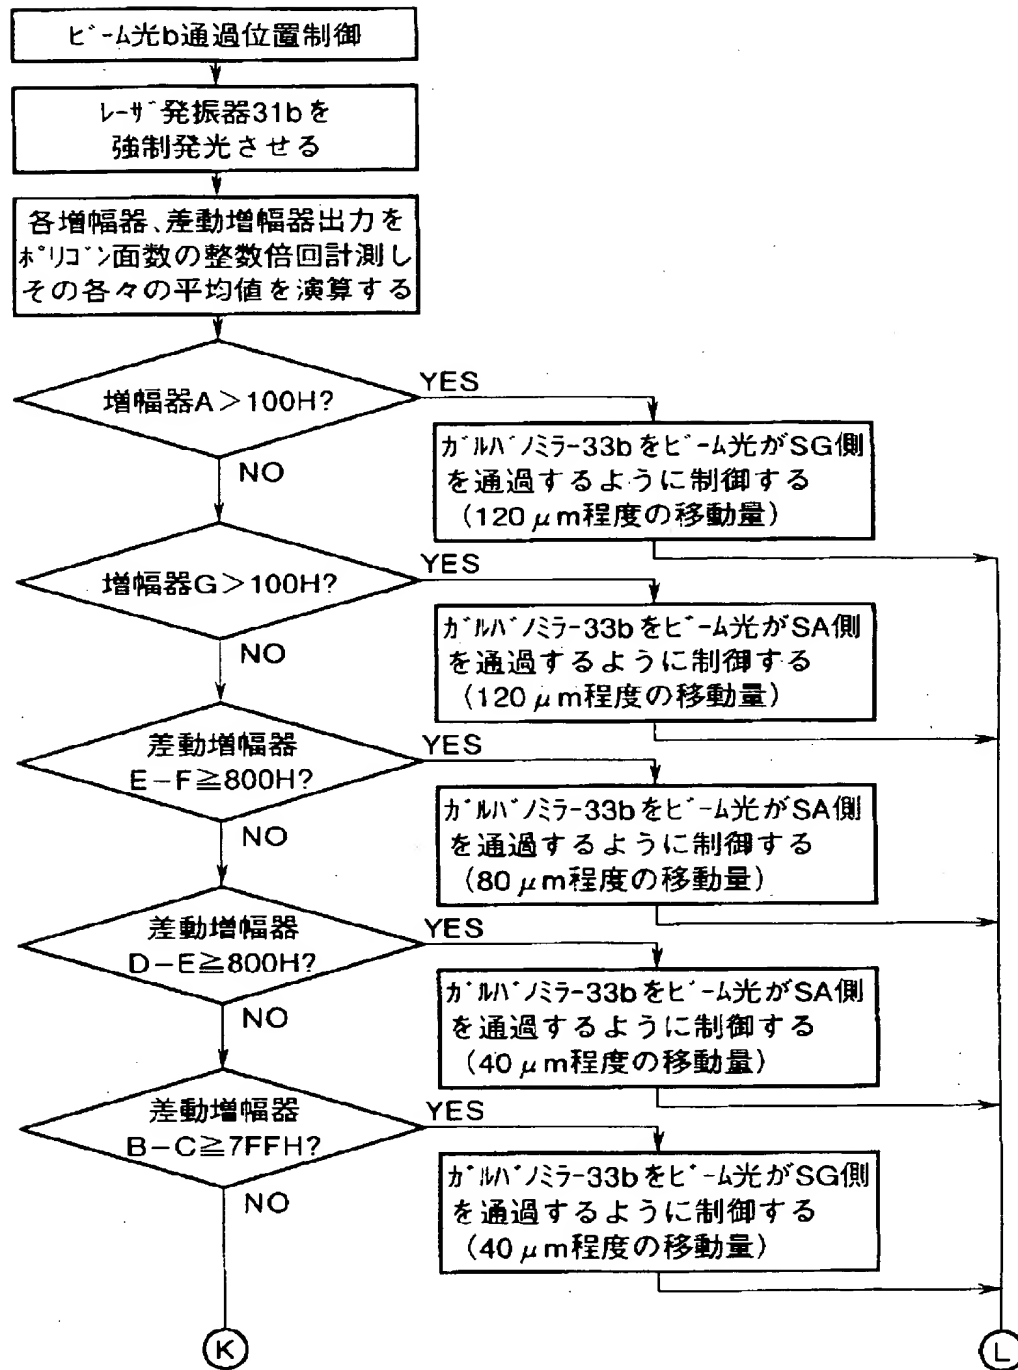 ビーム光b通過位置制御
レーザ発振器31bを
強制発光させる
各増幅器、差動増幅器出力を
ポリゴン面数の整数倍回計測し
その各々の平均値を演算する
増幅器A>100H?
YES
NO
ガルバノミラー33bをビーム光がSG側
を通過するように制御する
(120μm程度の移動量)
増幅器G>100H?
YES
NO
ガルバノミラー33bをビーム光がSA側
を通過するように制御する
(120μm程度の移動量)
差動増幅器
E-F≧800H?
YES
NO
ガルバノミラー33bをビーム光がSA側
を通過するように制御する
(80μm程度の移動量)
差動増幅器
D-E≧800H?
YES
NO
ガルバノミラー33bをビーム光がSA側
を通過するように制御する
(40μm程度の移動量)
差動増幅器
B-C≧7FFH?
YES
NO
ガルバノミラー33bをビーム光がSG側
を通過するように制御する
(40μm程度の移動量)
K
L